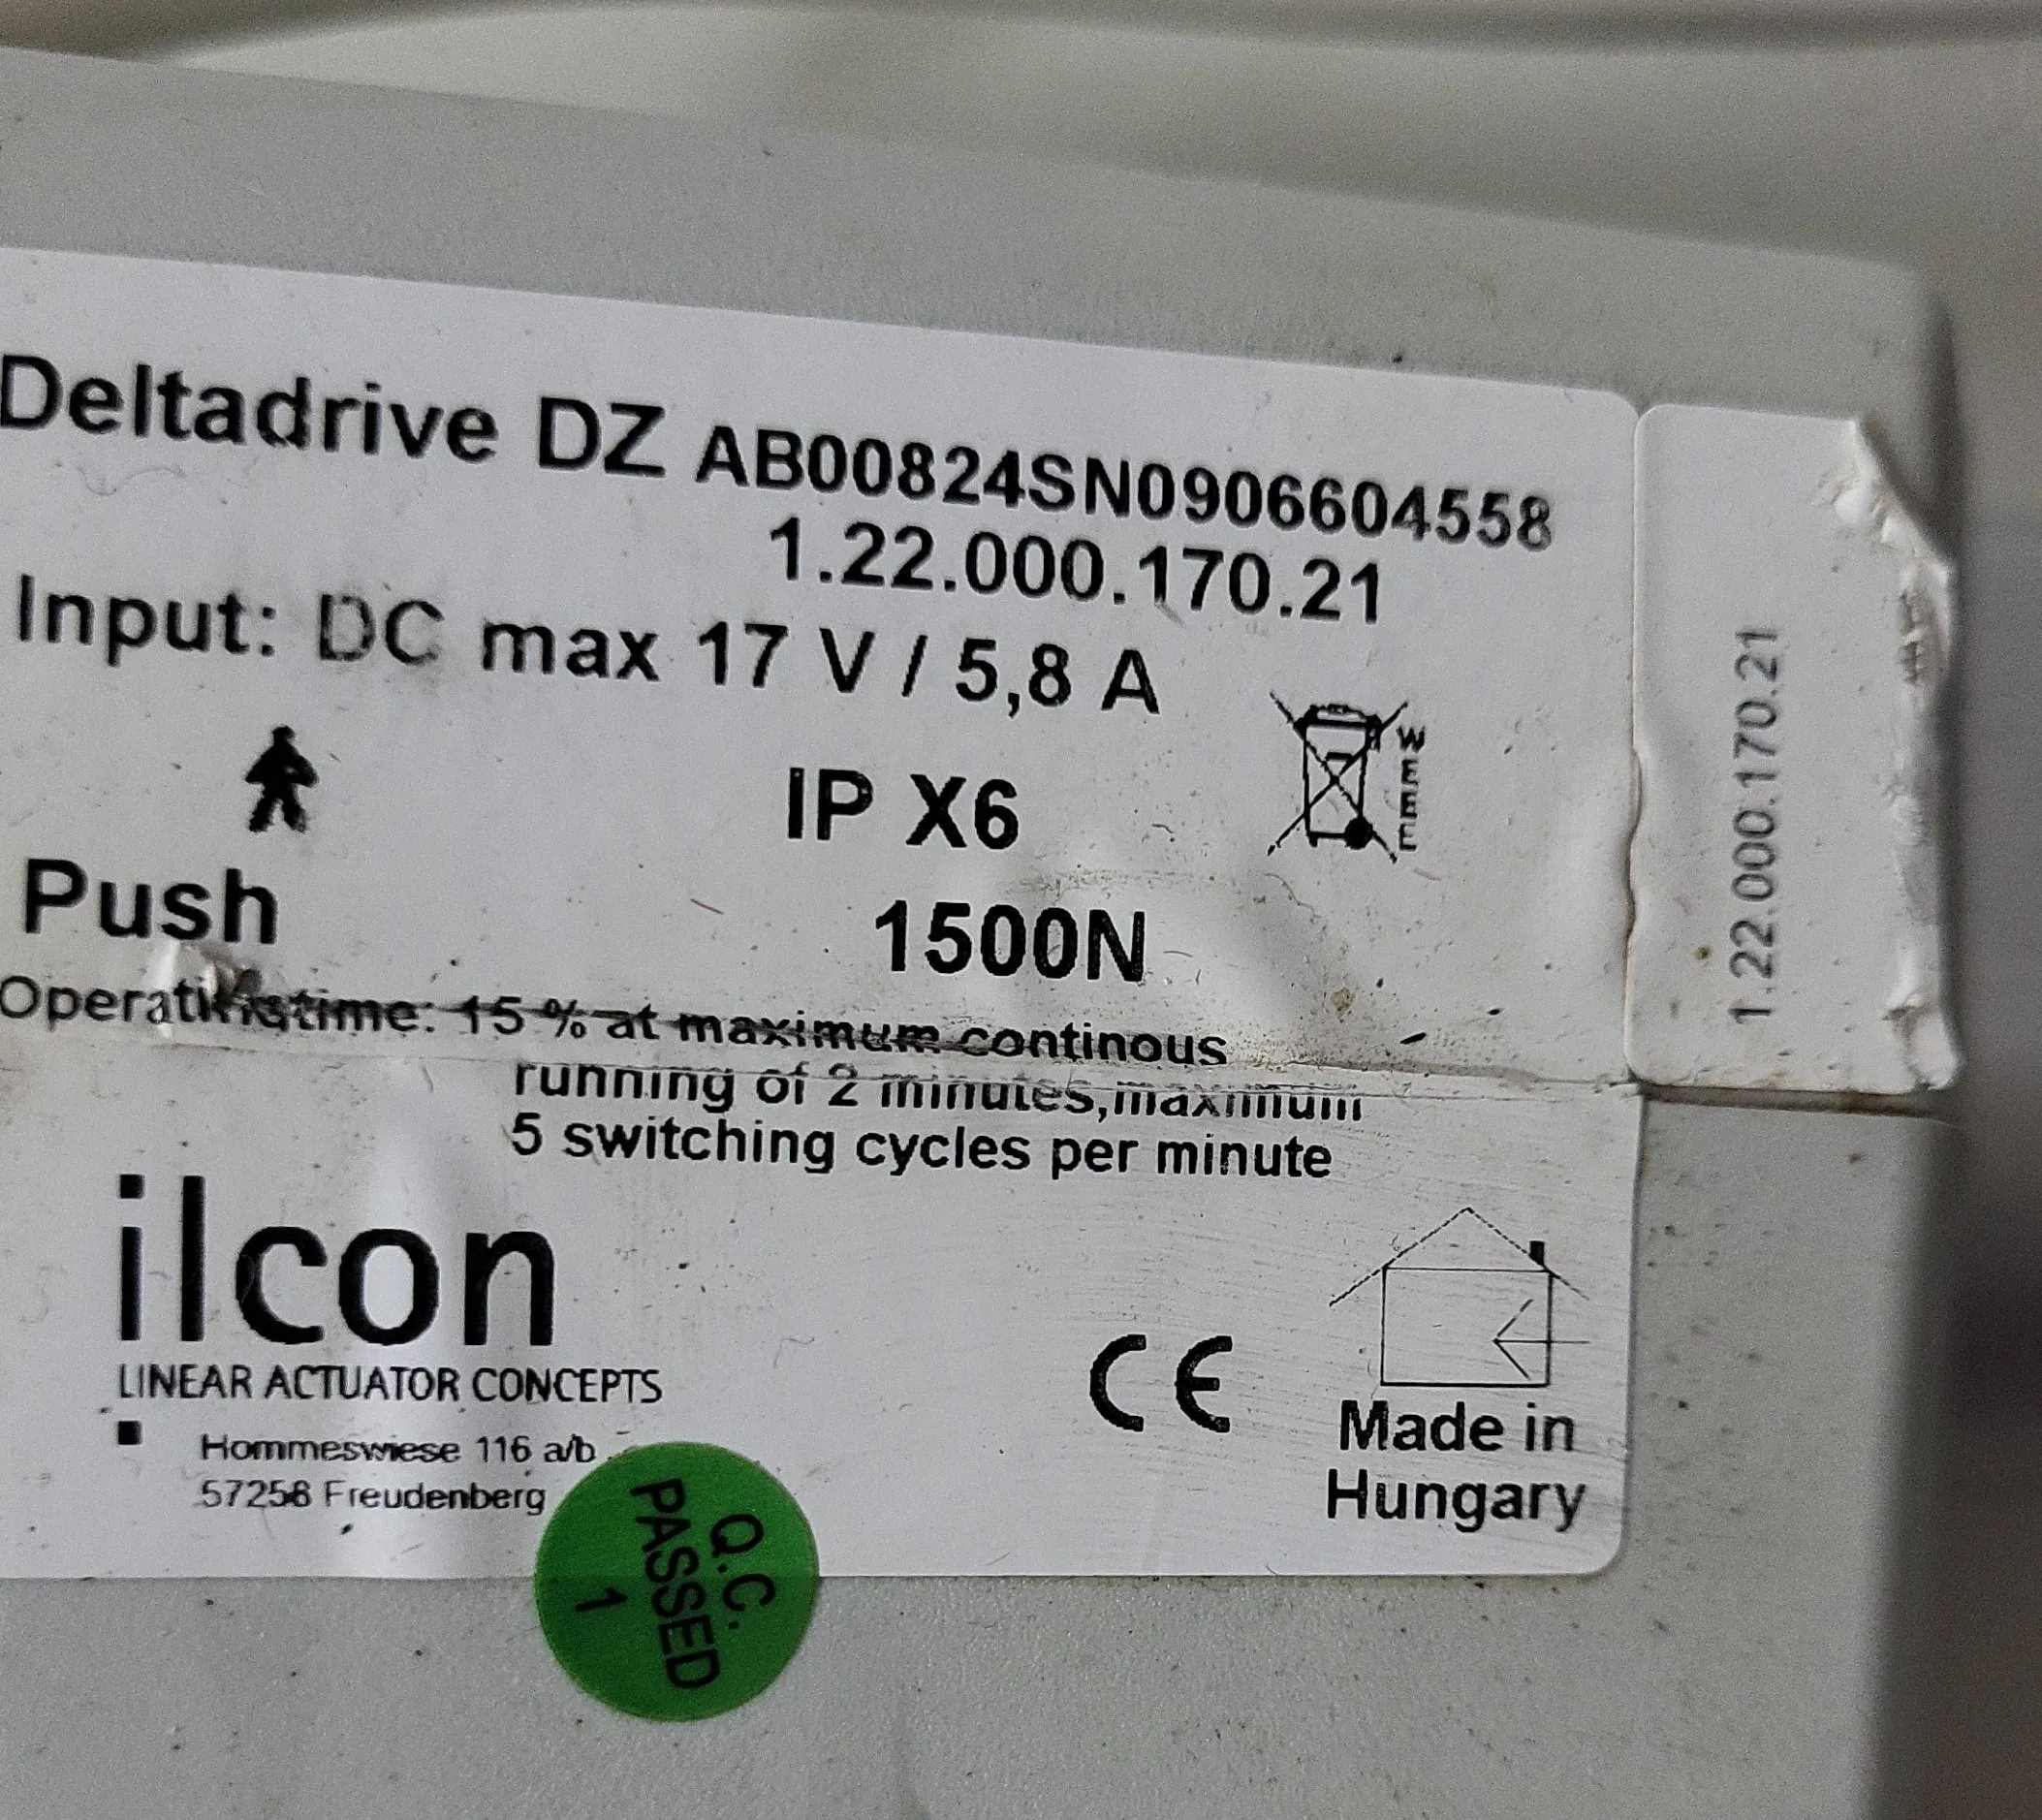 Deltadrive DZ AB00824SN0906604558
1.22.000.170.21
Input: DC max 17 V / 5,8 A
WEEE
IP X6
Push 1500N
Operationstime: 15 % at maximum continous
running of 2 minutes,maximum
5 switching cycles per minute
ilcon
LINEAR ACTUATOR CONCEPTS
Hommeswiese 116 a/b
57258 Freudenberg
CE
Made in
Hungary
Q.C.
PASSED
1
1.22.000.170.21